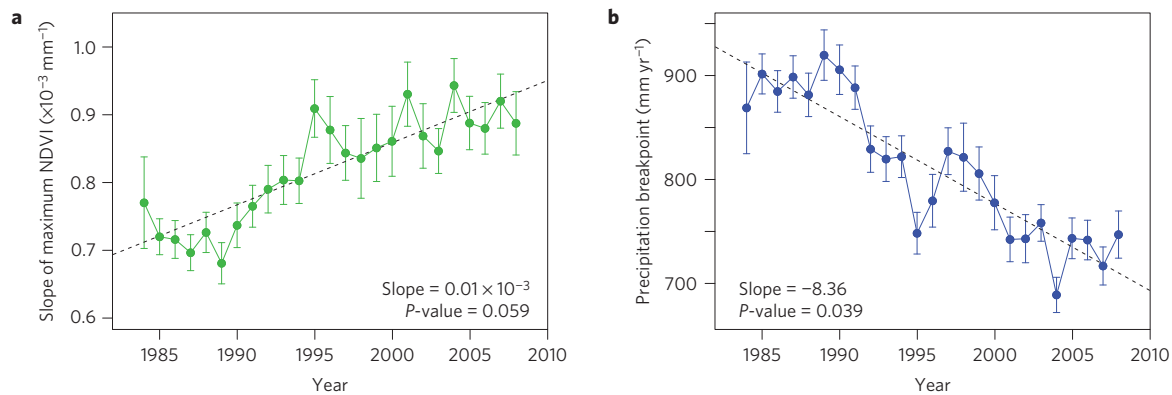 a
Slope of maximum NDVI (×10⁻³ mm⁻¹)
1.0
0.9
0.8
0.7
0.6
Slope = 0.01 × 10⁻³
P-value = 0.059
1985 1990 1995 2000 2005 2010
Year
b
Precipitation breakpoint (mm yr⁻¹)
900
800
700
Slope = −8.36
P-value = 0.039
1985 1990 1995 2000 2005 2010
Year